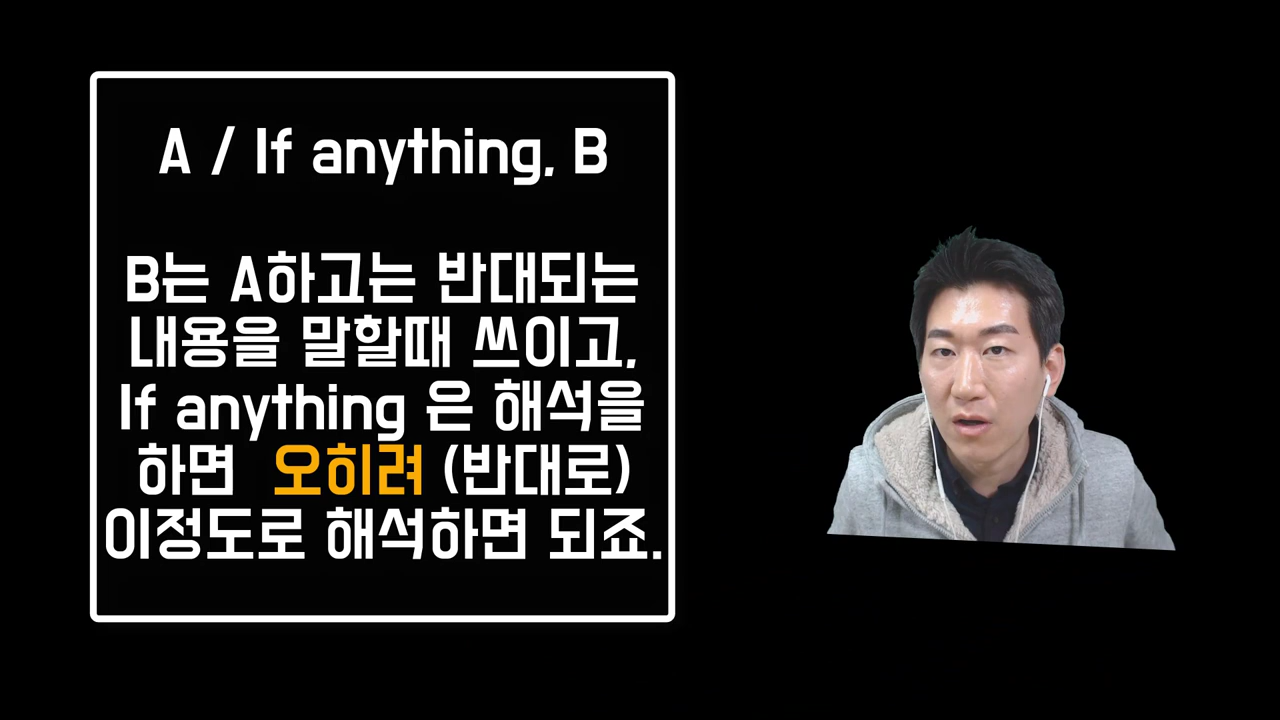 A / If anything, B
B는 A하고는 반대되는
내용을 말할때 쓰이고,
If anything 은 해석을
하면 오히려 (반대로)
이정도로 해석하면 되죠.